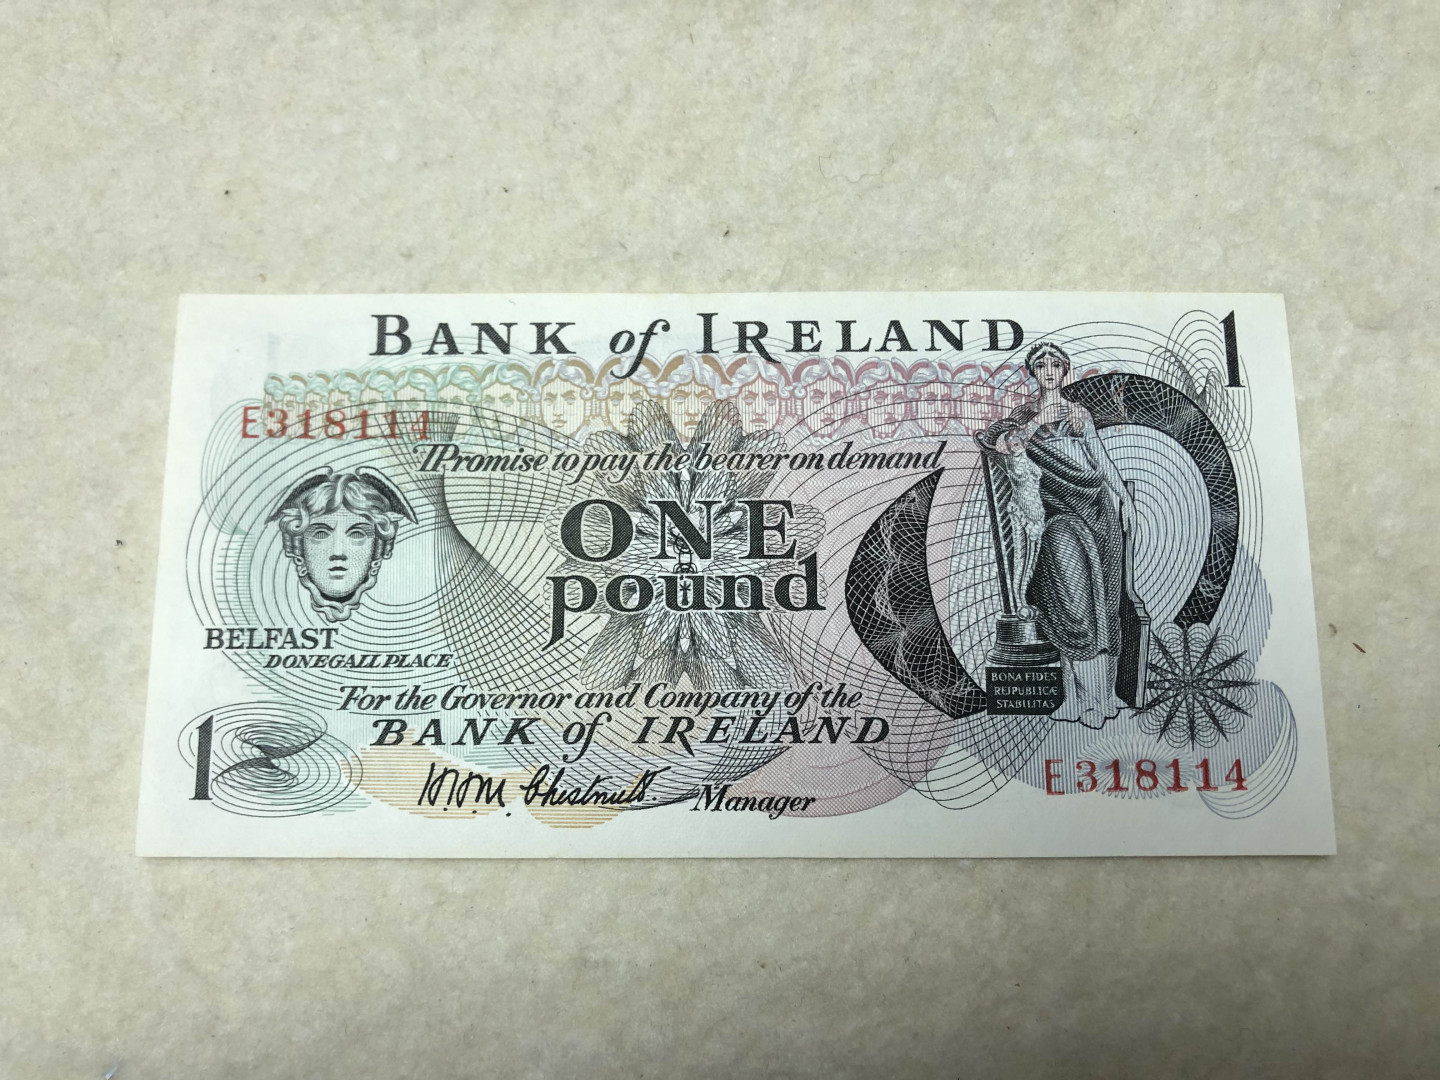 BANK of IRELAND
1
E318114
I Promise to pay the bearer on demand
ONE
pound
BELFAST
DONEGALL PLACE
BONA FIDES
REIPUBLICÆ
STABILITAS
For the Governor and Company of the
BANK of IRELAND
1
E318114
H.H.M. Chestnutt.
Manager